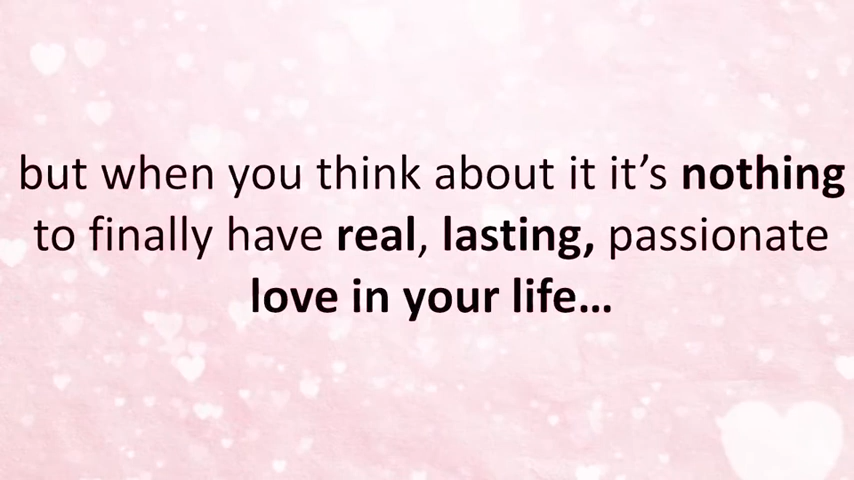 but when you think about it it’s nothing
to finally have real, lasting, passionate
love in your life…